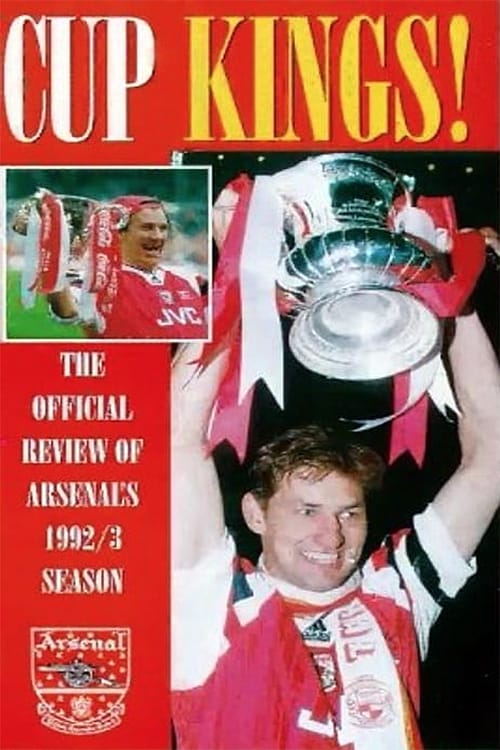 CUP KINGS!
JVC
THE
OFFICIAL
REVIEW OF
ARSENAL'S
1992/3
SEASON
Arsenal